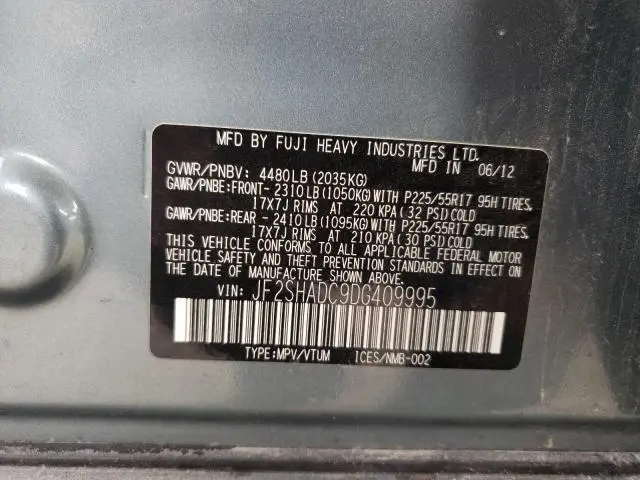 MFD BY FUJI HEAVY INDUSTRIES LTD.
MFD IN 06/12
GVWR/PNBV: 4480LB (2035KG)
GAWR/PNBE:FRONT- 2310LB (1050KG) WITH P225/55R17 95H TIRES,
17X7J RIMS AT 220 KPA (32 PSI) COLD
GAWR/PNBE:REAR - 2410LB (1095KG) WITH P225/55R17 95H TIRES,
17X7J RIMS AT 210 KPA (30 PSI) COLD
THIS VEHICLE CONFORMS TO ALL APPLICABLE FEDERAL MOTOR
VEHICLE SAFETY AND THEFT PREVENTION STANDARDS IN EFFECT
ON THE DATE OF MANUFACTURE SHOWN ABOVE.
VIN: JF2SHADC9DG409995
TYPE:MPV/VTUM ICES/NMB-002